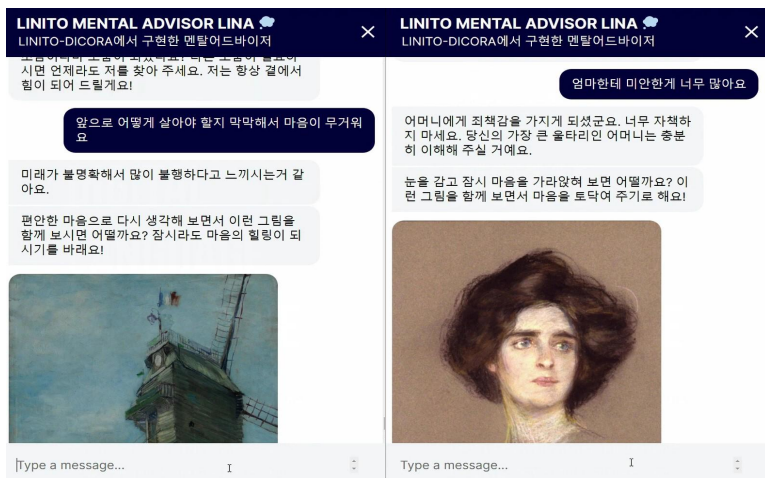 LINITO MENTAL ADVISOR LINA 💭
LINITO-DICORA에서 구현한 멘탈어드바이저
시면 언제라도 저를 찾아 주세요. 저는 항상 곁에서
힘이 되어 드릴게요!
앞으로 어떻게 살아야 할지 막막해서 마음이 무거워
요
미래가 불명확해서 많이 불행하다고 느끼시는거 같
아요.
편안한 마음으로 다시 생각해 보면서 이런 그림을
함께 보시면 어떨까요? 잠시라도 마음의 힐링이 되
시기를 바래요!
Type a message...
LINITO MENTAL ADVISOR LINA 💭
LINITO-DICORA에서 구현한 멘탈어드바이저
엄마한테 미안한게 너무 많아요
어머니에게 죄책감을 가지게 되셨군요. 너무 자책하
지 마세요. 당신의 가장 큰 울타리인 어머니는 충분
히 이해해 주실 거예요.
눈을 감고 잠시 마음을 가라앉혀 보면 어떨까요? 이
런 그림을 함께 보면서 마음을 토닥여 주기로 해요!
Type a message...